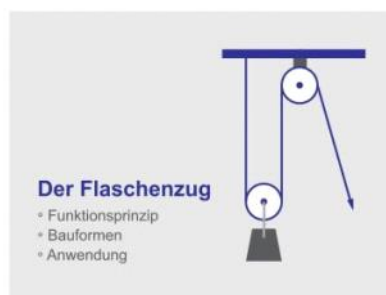 Der Flaschenzug
◦ Funktionsprinzip
◦ Bauformen
◦ Anwendung